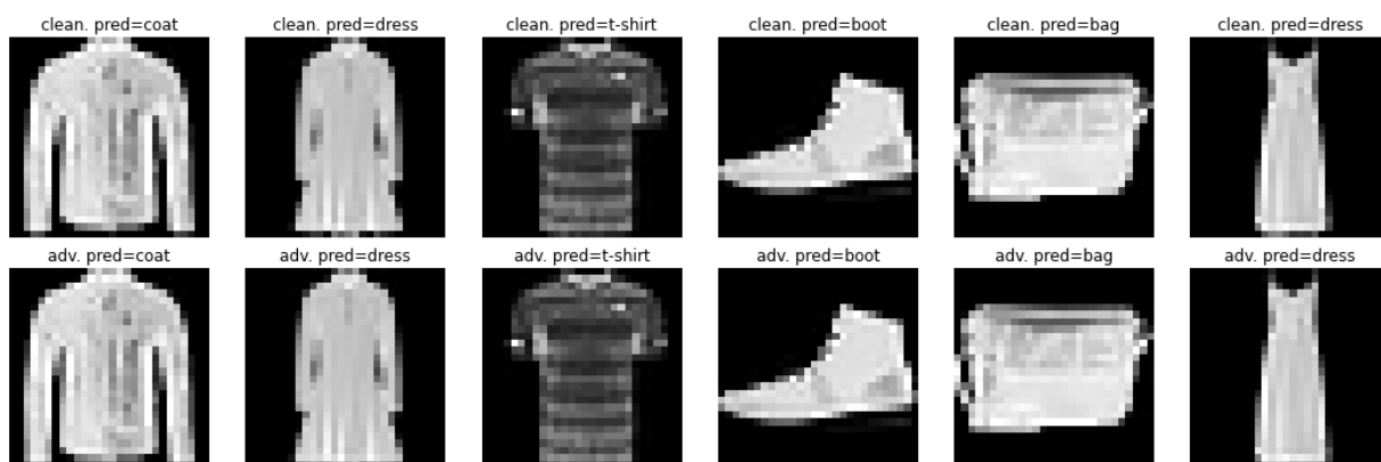 clean. pred=coat clean. pred=dress clean. pred=t-shirt clean. pred=boot clean. pred=bag clean. pred=dress
adv. pred=coat adv. pred=dress adv. pred=t-shirt adv. pred=boot adv. pred=bag adv. pred=dress